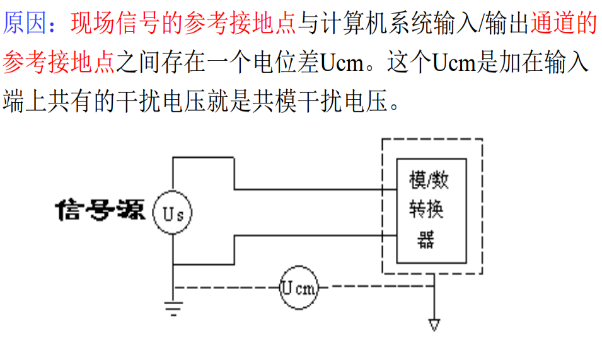 原因：现场信号的参考接地点与计算机系统输入/输出通道的
参考接地点之间存在一个电位差Ucm。这个Ucm是加在输入
端上共有的干扰电压就是共模干扰电压。
模/数
转换
器
信号源
Us
Ucm